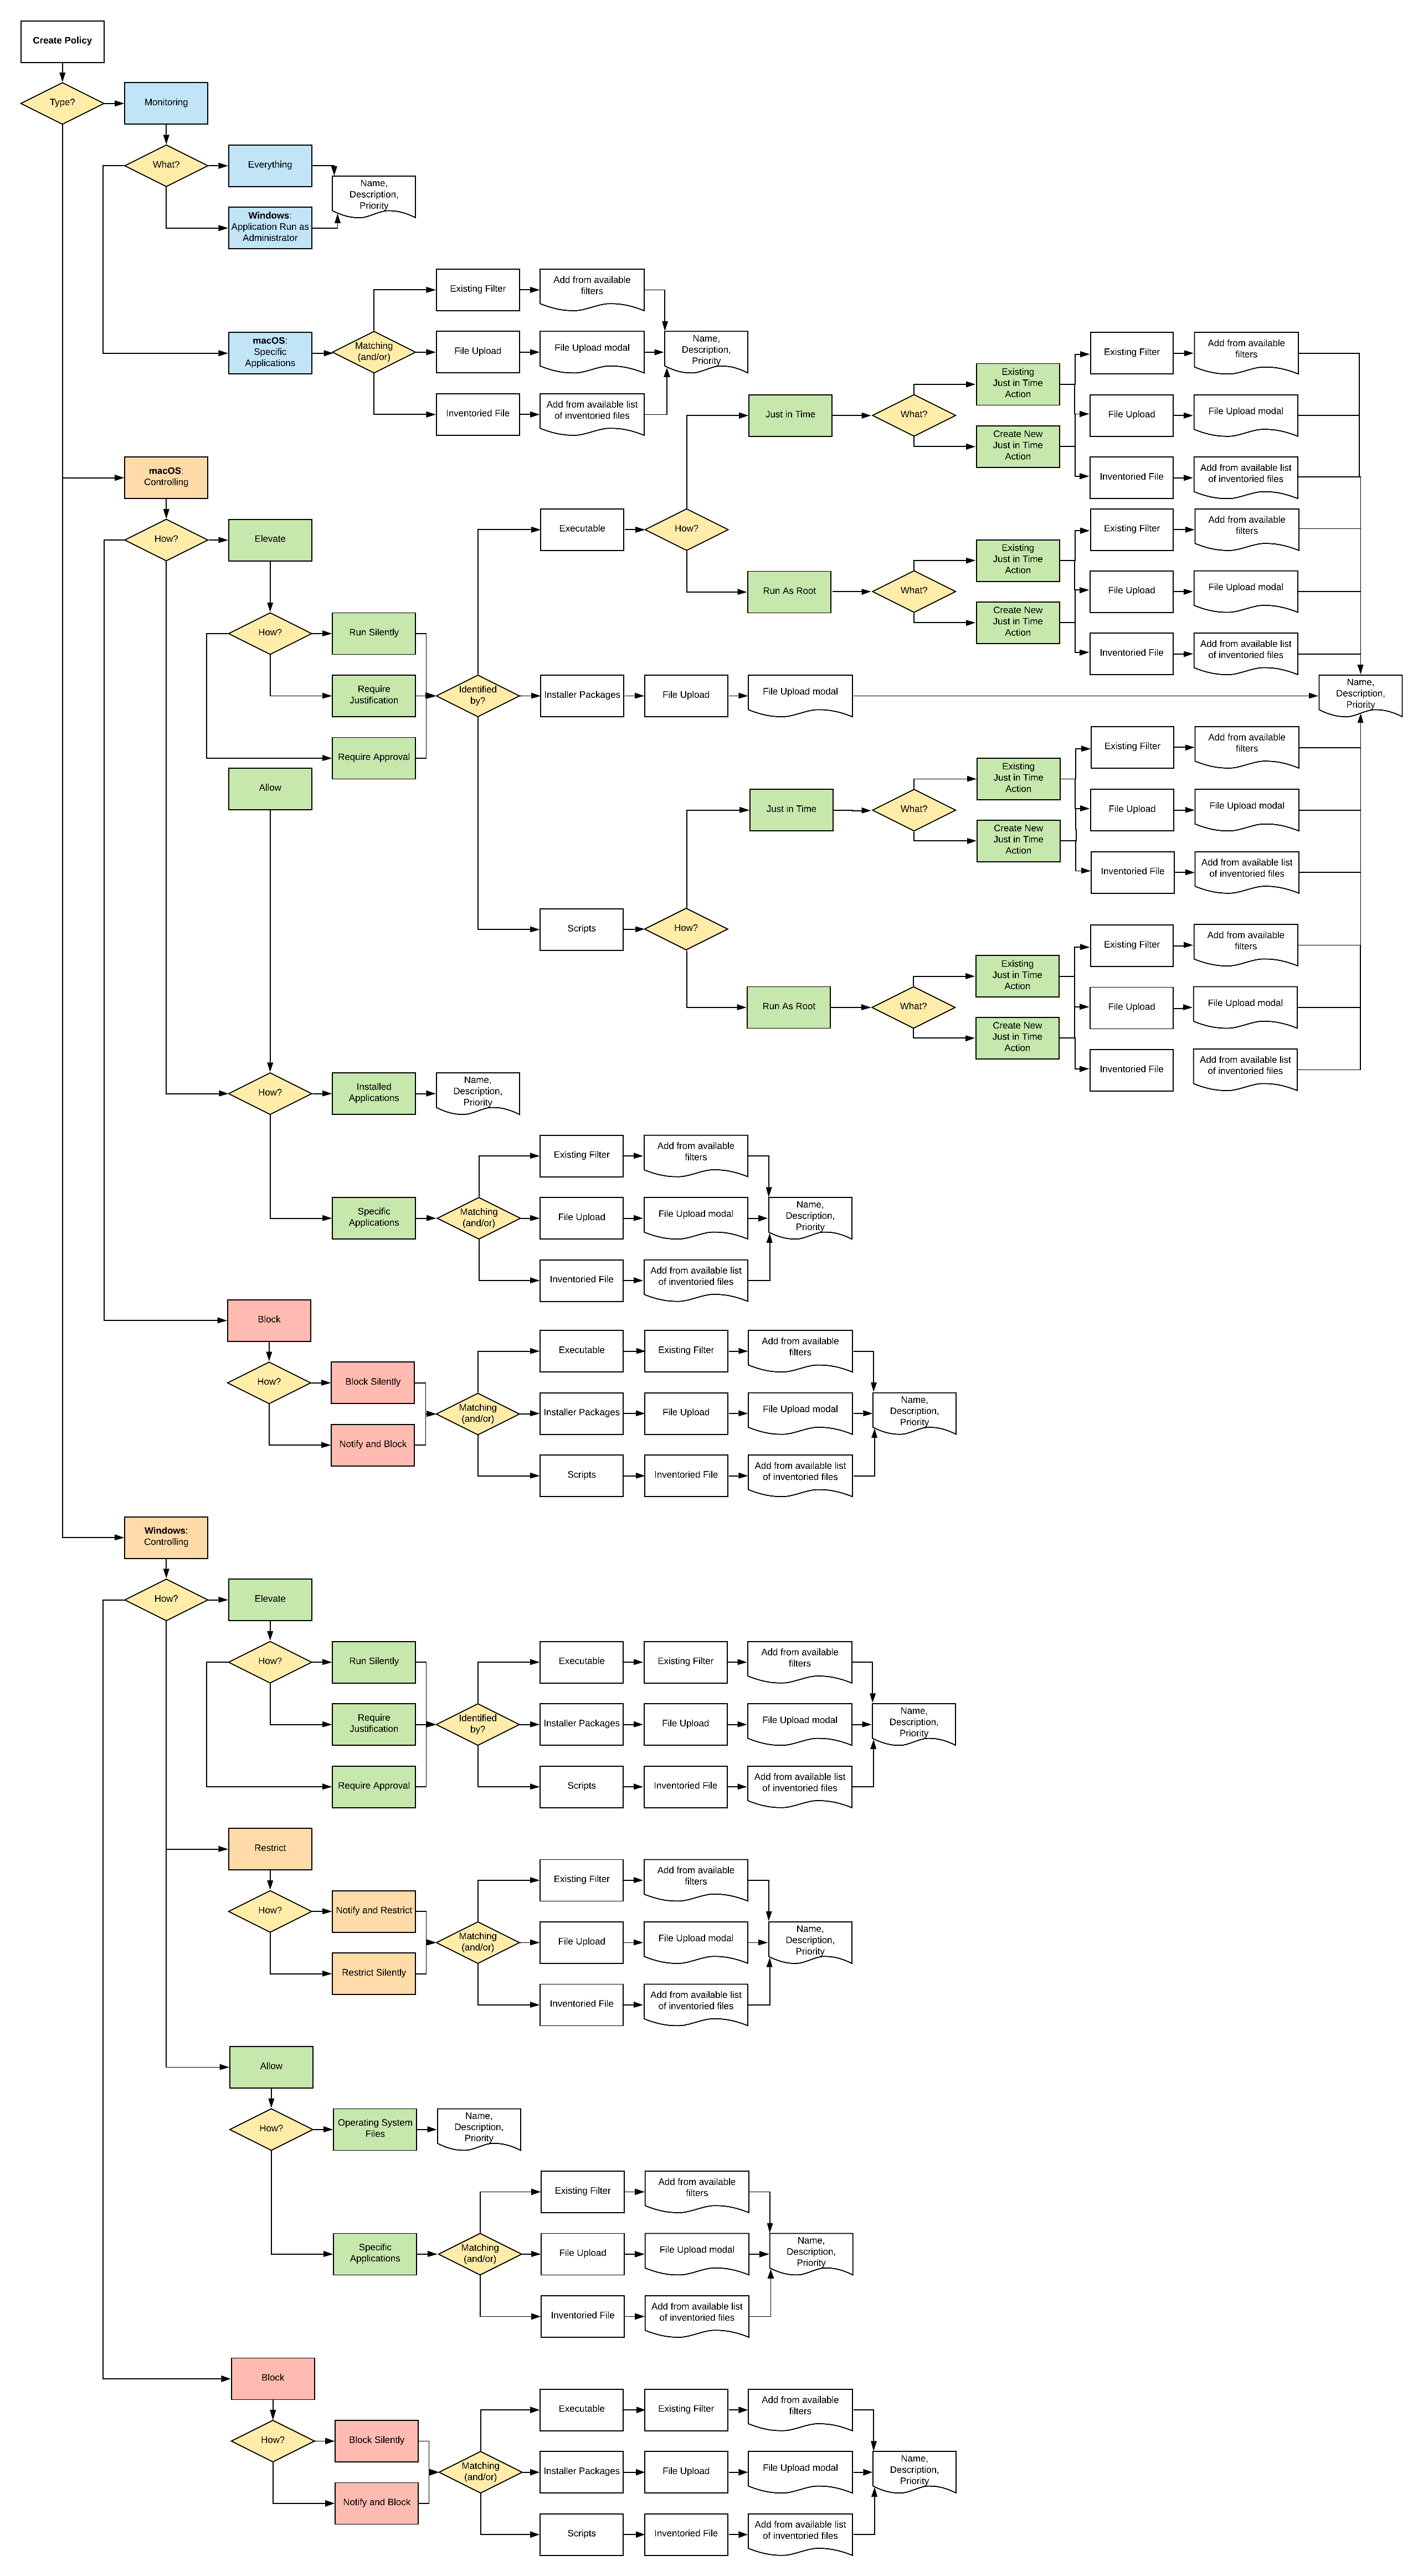 Create Policy
Type?
Monitoring
What?
Everything
Name,
Description,
Priority
Windows:
Application Run as
Administrator
macOS:
Specific
Applications
Matching
(and/or)
Existing Filter
Add from available
filters
File Upload
File Upload modal
Inventoried File
Add from available list
of inventoried files
Name,
Description,
Priority
macOS:
Controlling
How?
Elevate
How?
Run Silently
Require
Justification
Require Approval
Identified
by?
Executable
How?
Just in Time
What?
Existing
Just in Time
Action
Create New
Just in Time
Action
Existing Filter
Add from available
filters
File Upload
File Upload modal
Inventoried File
Add from available list
of inventoried files
Run As Root
What?
Existing
Just in Time
Action
Create New
Just in Time
Action
Existing Filter
Add from available
filters
File Upload
File Upload modal
Inventoried File
Add from available list
of inventoried files
Installer Packages
File Upload
File Upload modal
Name,
Description,
Priority
Scripts
How?
Just in Time
What?
Existing
Just in Time
Action
Create New
Just in Time
Action
Existing Filter
Add from available
filters
File Upload
File Upload modal
Inventoried File
Add from available list
of inventoried files
Run As Root
What?
Existing
Just in Time
Action
Create New
Just in Time
Action
Existing Filter
Add from available
filters
File Upload
File Upload modal
Inventoried File
Add from available list
of inventoried files
Allow
How?
Installed
Applications
Name,
Description,
Priority
Specific
Applications
Matching
(and/or)
Existing Filter
Add from available
filters
File Upload
File Upload modal
Inventoried File
Add from available list
of inventoried files
Name,
Description,
Priority
Block
How?
Block Silently
Notify and Block
Matching
(and/or)
Executable
Existing Filter
Add from available
filters
Installer Packages
File Upload
File Upload modal
Scripts
Inventoried File
Add from available list
of inventoried files
Name,
Description,
Priority
Windows:
Controlling
How?
Elevate
How?
Run Silently
Require
Justification
Require Approval
Identified
by?
Executable
Existing Filter
Add from available
filters
Installer Packages
File Upload
File Upload modal
Scripts
Inventoried File
Add from available list
of inventoried files
Name,
Description,
Priority
Restrict
How?
Notify and Restrict
Restrict Silently
Matching
(and/or)
Existing Filter
Add from available
filters
File Upload
File Upload modal
Inventoried File
Add from available list
of inventoried files
Name,
Description,
Priority
Allow
How?
Operating System
Files
Name,
Description,
Priority
Specific
Applications
Matching
(and/or)
Existing Filter
Add from available
filters
File Upload
File Upload modal
Inventoried File
Add from available list
of inventoried files
Name,
Description,
Priority
Block
How?
Block Silently
Notify and Block
Matching
(and/or)
Executable
Existing Filter
Add from available
filters
Installer Packages
File Upload
File Upload modal
Scripts
Inventoried File
Add from available list
of inventoried files
Name,
Description,
Priority